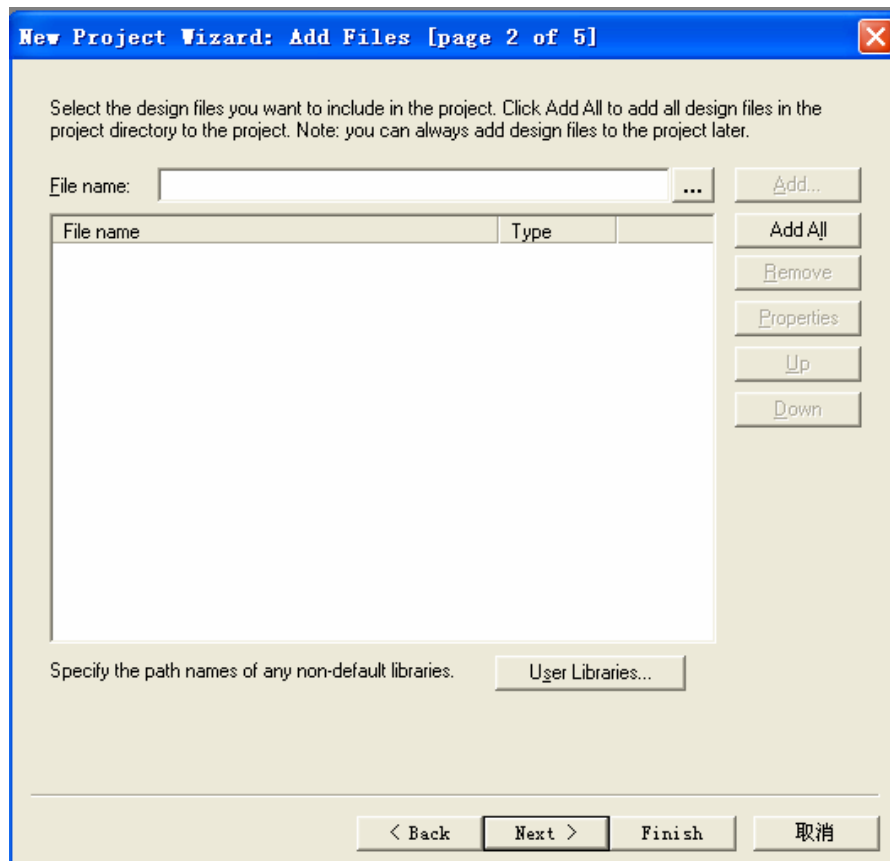 New Project Wizard: Add Files [page 2 of 5]
Select the design files you want to include in the project. Click Add All to add all design files in the
project directory to the project. Note: you can always add design files to the project later.
File name:
...
Add...
File name
Type
Add All
Remove
Properties
Up
Down
Specify the path names of any non-default libraries.
User Libraries...
< Back
Next >
Finish
取消